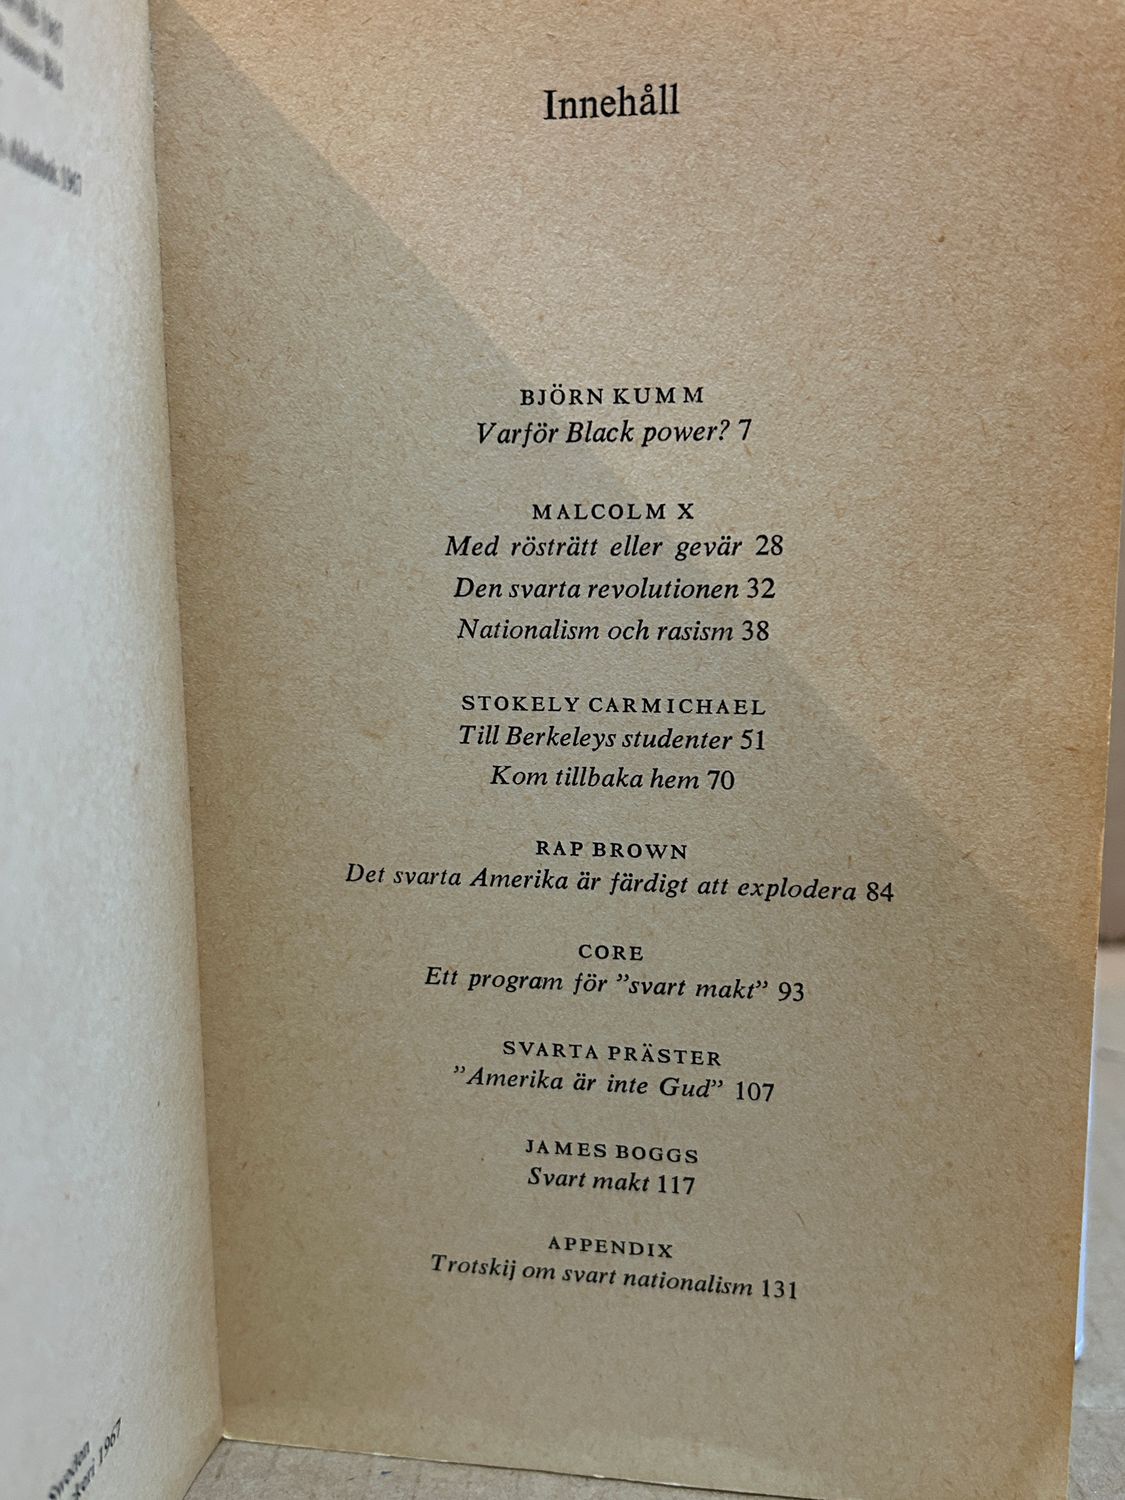 1967
Innehåll
BJÖRN KUMM
Varför Black power? 7
MALCOLM X
Med rösträtt eller gevär 28
Den svarta revolutionen 32
Nationalism och rasism 38
STOKELY CARMICHAEL
Till Berkeleys studenter 51
Kom tillbaka hem 70
RAP BROWN
Det svarta Amerika är färdigt att explodera 84
CORE
Ett program för ”svart makt” 93
SVARTA PRÄSTER
”Amerika är inte Gud” 107
JAMES BOGGS
Svart makt 117
APPENDIX
Trotskij om svart nationalism 131